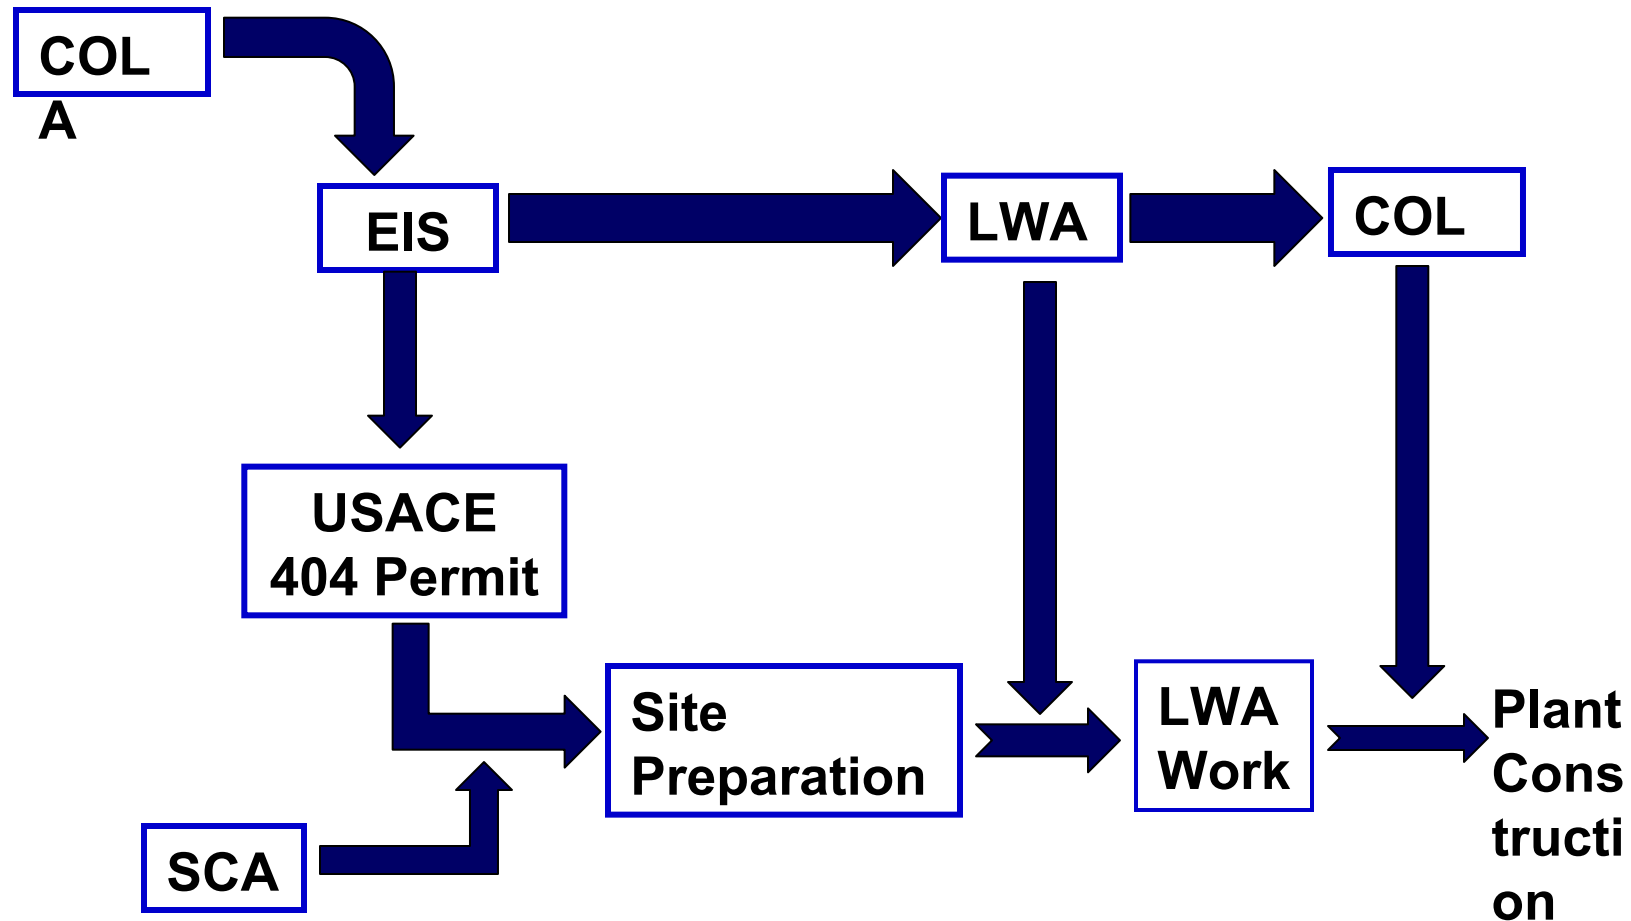 COL
A
EIS
LWA
COL
USACE
404 Permit
Site
Preparation
LWA
Work
Plant
Cons
tructi
on
SCA